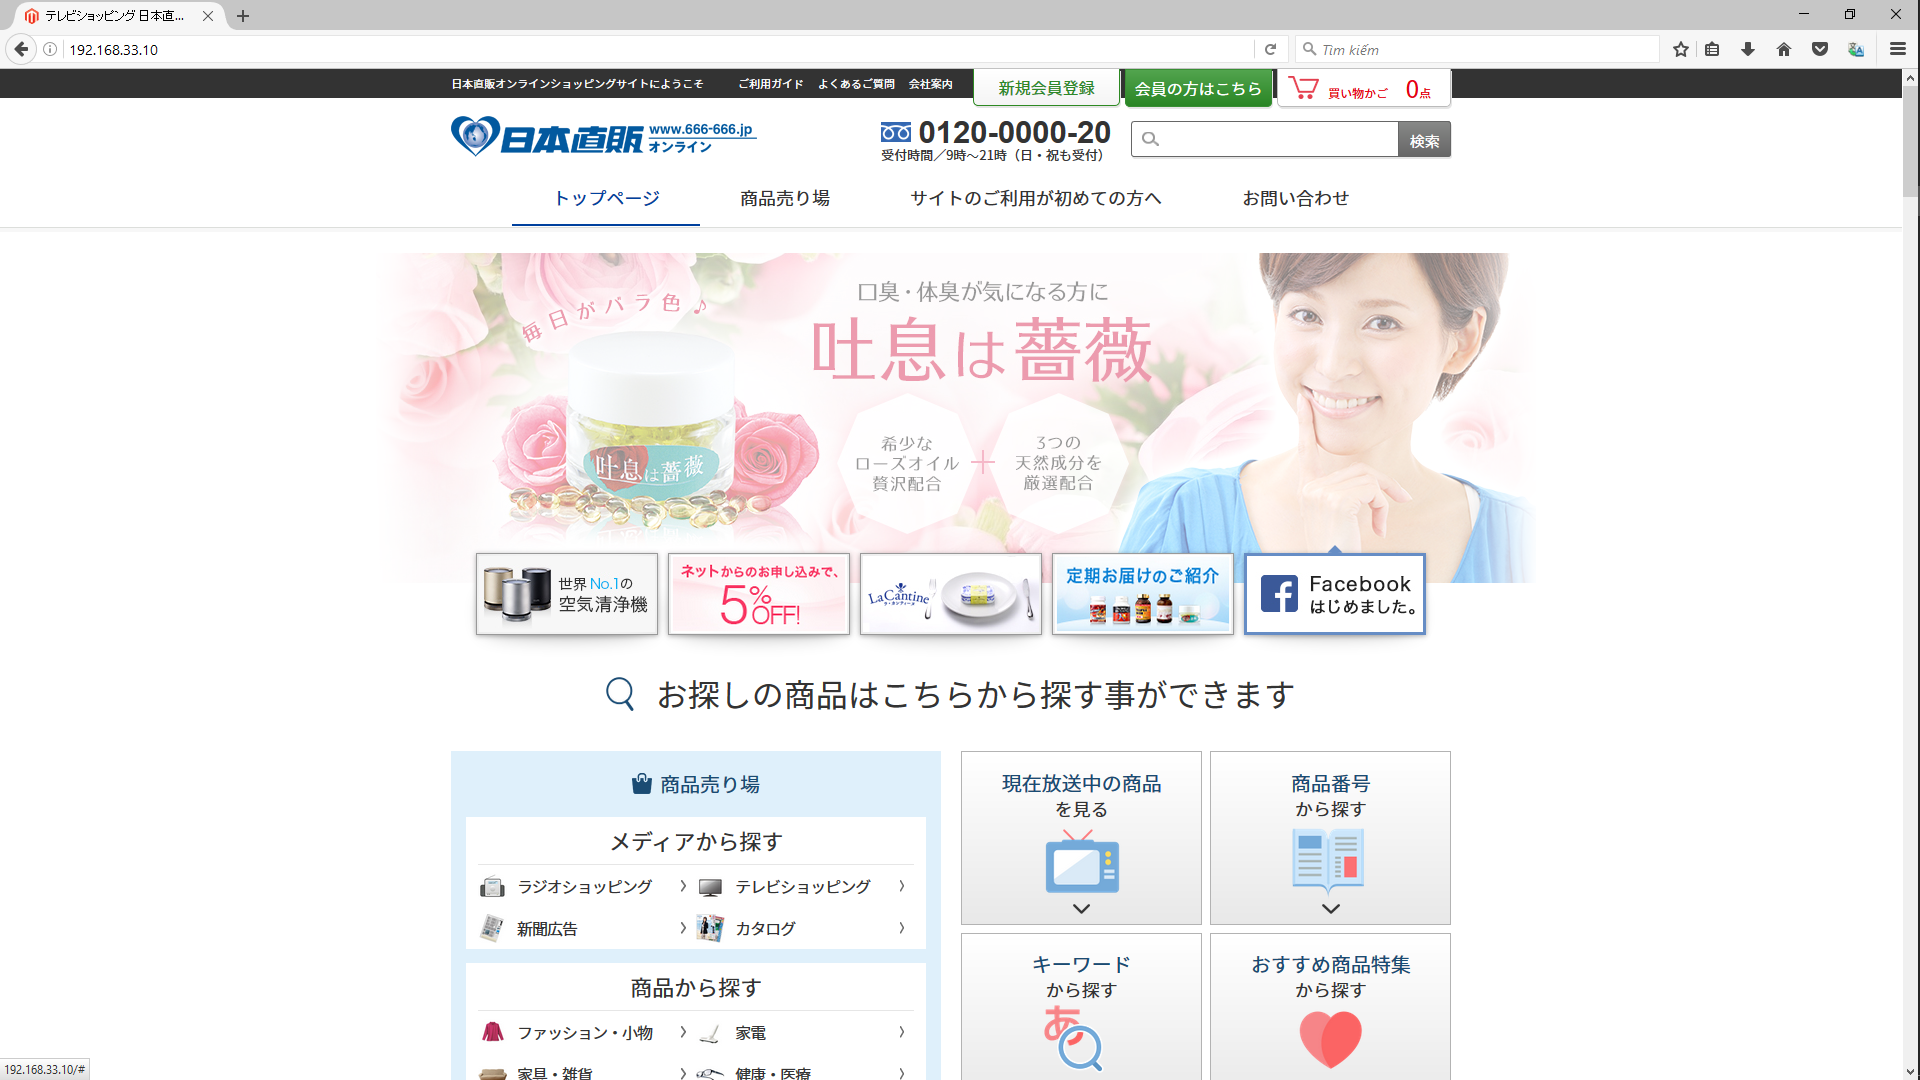 テレビショッピング 日本直...
192.168.33.10
Tìm kiếm
日本直販オンラインショッピングサイトにようこそ
ご利用ガイド
よくあるご質問
会社案内
新規会員登録
会員の方はこちら
買い物かご 0点
日本直販 www.666-666.jp
オンライン
0120-0000-20
受付時間／9時～21時（日・祝も受付）
検索
トップページ
商品売り場
サイトのご利用が初めての方へ
お問い合わせ
毎日がバラ色♪
口臭・体臭が気になる方に
吐息は薔薇
希少な
ローズオイル
贅沢配合
+
3つの
天然成分を
厳選配合
吐息は薔薇
世界No.1の
空気清浄機
ネットからのお申し込みで、
5%OFF!
LaCantine
ラ・カンティーヌ
定期お届けのご紹介
Facebook
はじめました。
お探しの商品はこちらから探す事ができます
商品売り場
メディアから探す
ラジオショッピング
テレビショッピング
新聞広告
カタログ
商品から探す
ファッション・小物
家電
家具・雑貨
健康・医療
現在放送中の商品
を見る
商品番号
から探す
キーワード
から探す
あ
おすすめ商品特集
から探す
192.168.33.10/#